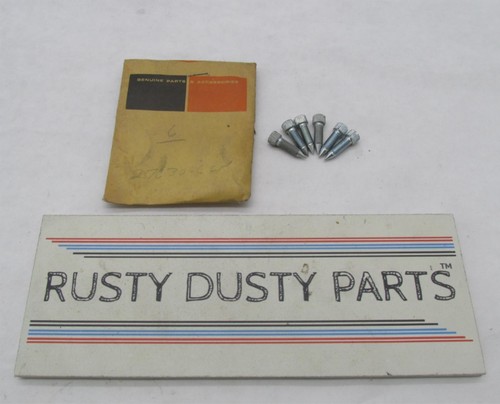 GENUINE PARTS & ACCESSORIES
RUSTY DUSTY PARTS™